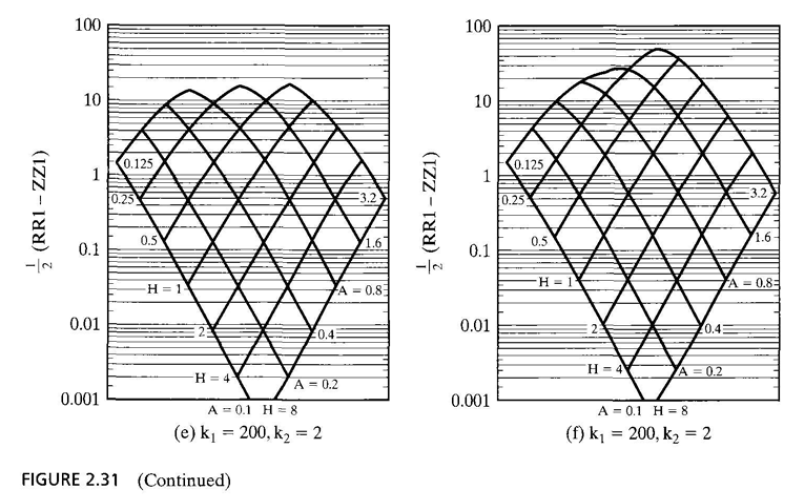 100
10
1
0.1
0.01
0.001
½ (RR1 − ZZ1)
0.125
0.25
0.5
H = 1
2
H = 4
3.2
1.6
A = 0.8
0.4
A = 0.2
A = 0.1 H = 8
(e) k₁ = 200, k₂ = 2
100
10
1
0.1
0.01
0.001
½ (RR1 − ZZ1)
0.125
0.25
0.5
H = 1
2
H = 4
3.2
1.6
A = 0.8
0.4
A = 0.2
A = 0.1 H = 8
(f) k₁ = 200, k₂ = 2
FIGURE 2.31 (Continued)